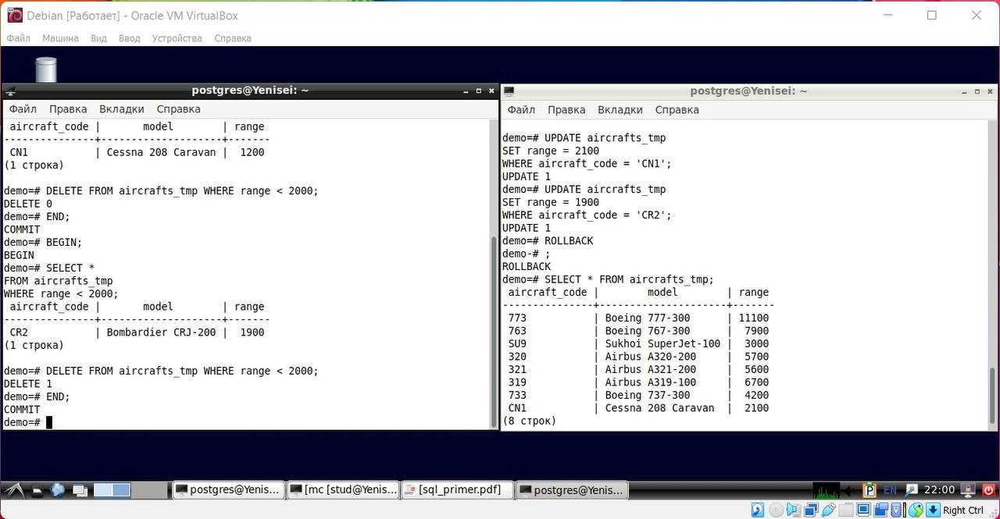 Debian [Работает] - Oracle VM VirtualBox
Файл Машина Вид Ввод Устройства Справка
postgres@Yenisei: ~
Файл Правка Вкладки Справка
aircraft_code | model | range
---------------+---------------------+-------
CN1 | Cessna 208 Caravan | 1200
(1 строка)
demo=# DELETE FROM aircrafts_tmp WHERE range < 2000;
DELETE 0
demo=# END;
COMMIT
demo=# BEGIN;
BEGIN
demo=# SELECT *
FROM aircrafts_tmp
WHERE range < 2000;
aircraft_code | model | range
---------------+---------------------+-------
CR2 | Bombardier CRJ-200 | 1900
(1 строка)
demo=# DELETE FROM aircrafts_tmp WHERE range < 2000;
DELETE 1
demo=# END;
COMMIT
demo=#
postgres@Yenisei: ~
Файл Правка Вкладки Справка
demo=# UPDATE aircrafts_tmp
SET range = 2100
WHERE aircraft_code = 'CN1';
UPDATE 1
demo=# UPDATE aircrafts_tmp
SET range = 1900
WHERE aircraft_code = 'CR2';
UPDATE 1
demo=# ROLLBACK
demo-# ;
ROLLBACK
demo=# SELECT * FROM aircrafts_tmp;
aircraft_code | model | range
---------------+---------------------+-------
773 | Boeing 777-300 | 11100
763 | Boeing 767-300 | 7900
SU9 | Sukhoi SuperJet-100 | 3000
320 | Airbus A320-200 | 5700
321 | Airbus A321-200 | 5600
319 | Airbus A319-100 | 6700
733 | Boeing 737-300 | 4200
CN1 | Cessna 208 Caravan | 2100
(8 строк)
postgres@Yenis... [mc [stud@Yenis... [sql_primer.pdf] postgres@Yenis... P EN 22:00
Right Ctrl